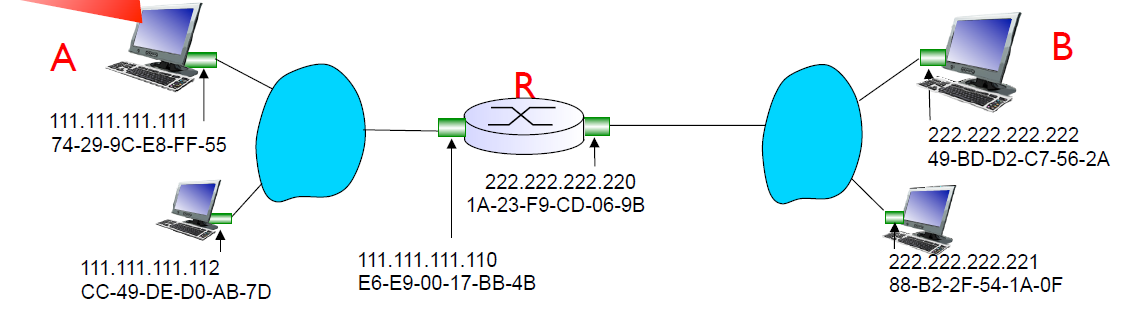 A
R
B
111.111.111.111
74-29-9C-E8-FF-55
222.222.222.222
49-BD-D2-C7-56-2A
222.222.222.220
1A-23-F9-CD-06-9B
111.111.111.112
CC-49-DE-D0-AB-7D
111.111.111.110
E6-E9-00-17-BB-4B
222.222.222.221
88-B2-2F-54-1A-0F